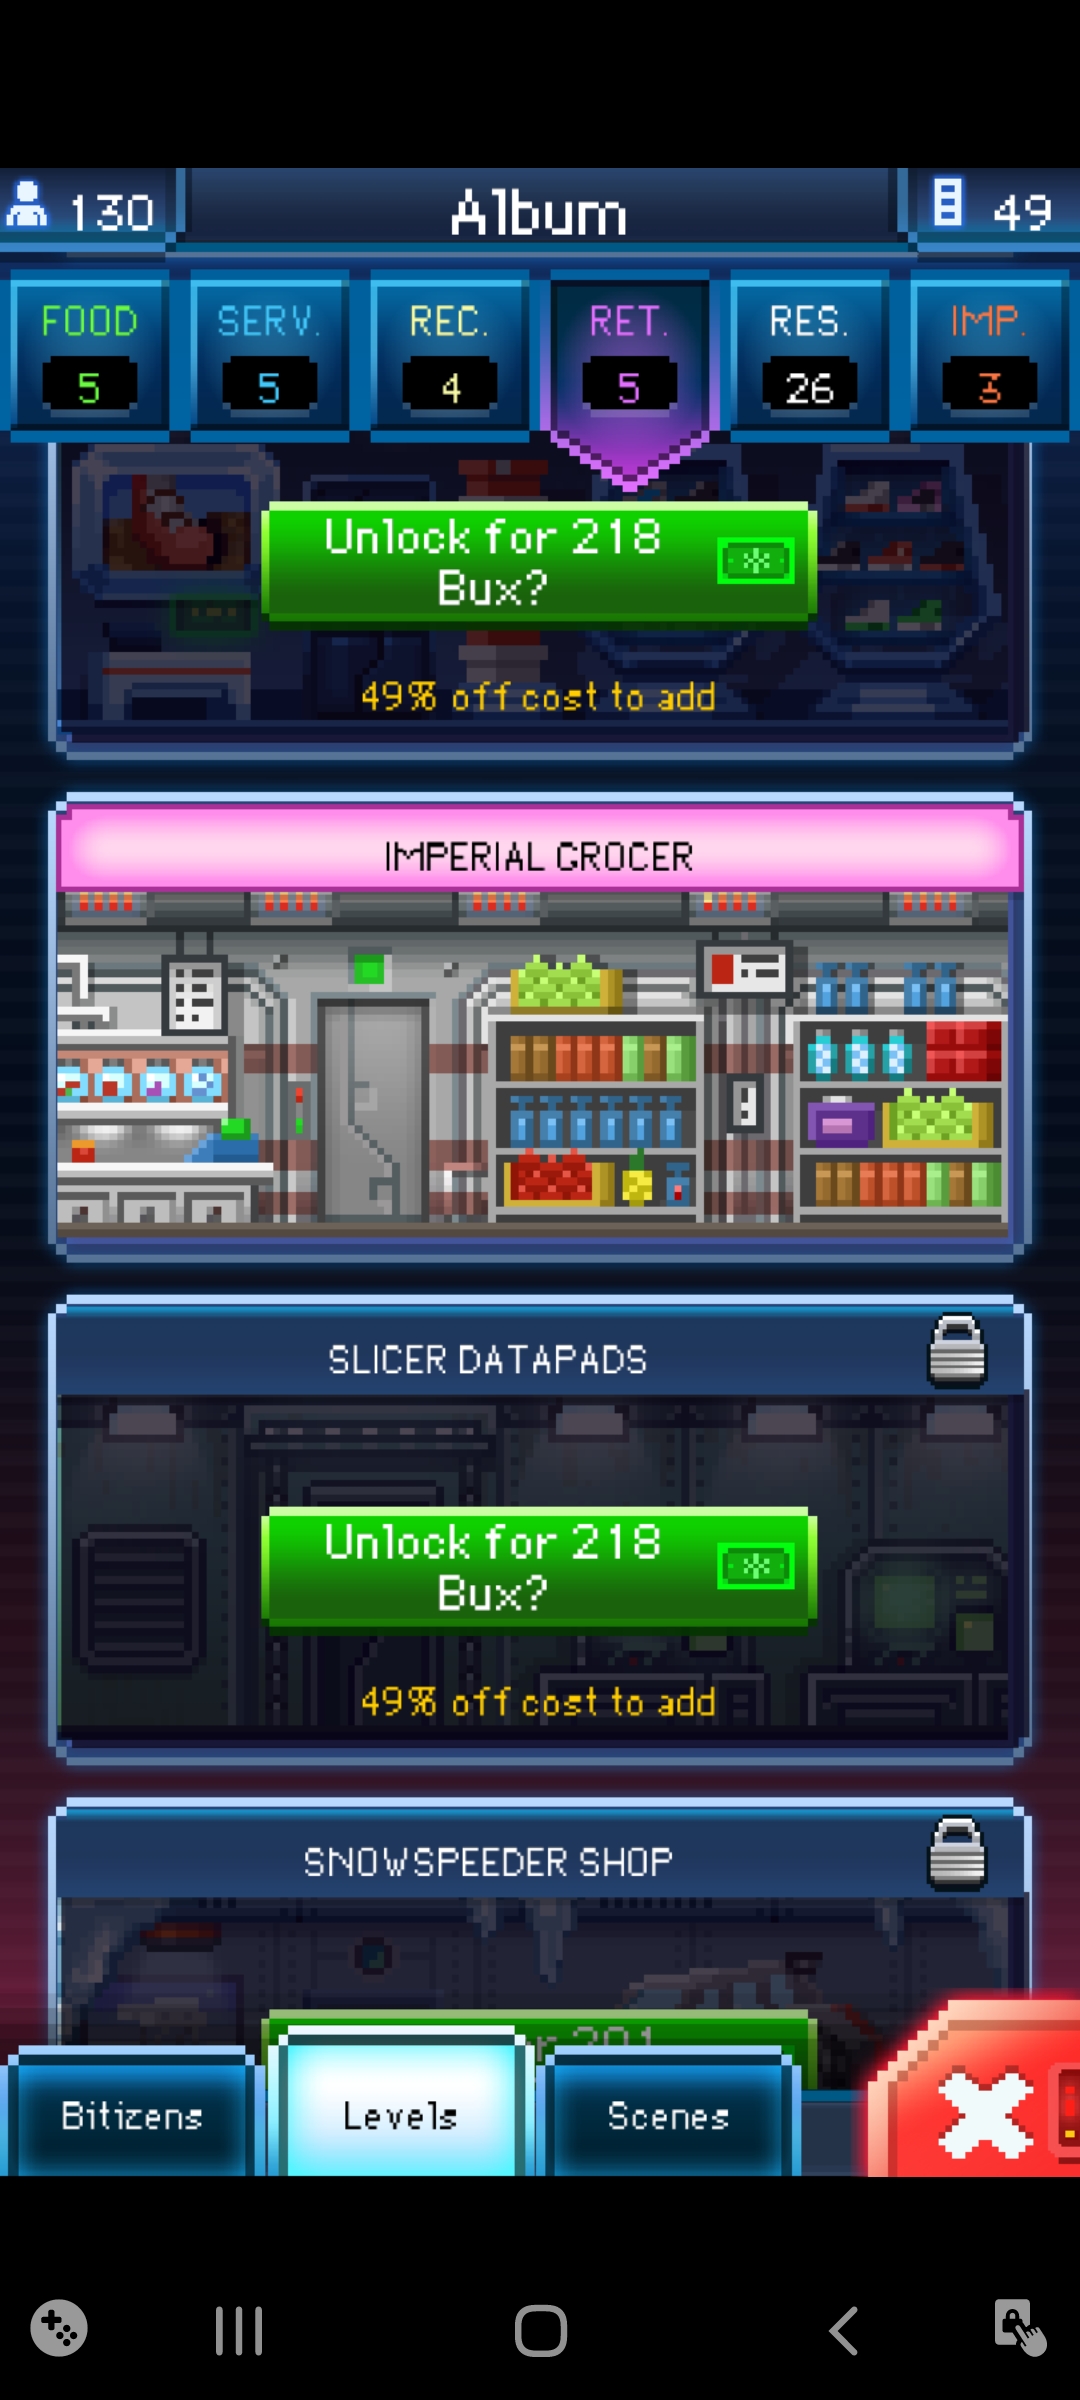 130
Album
49
FOOD
SERV.
REC.
RET.
RES.
IMP.
5
5
4
5
26
3
Unlock for 218
Bux?
49% off cost to add
IMPERIAL GROCER
SLICER DATAPADS
Unlock for 218
Bux?
49% off cost to add
SNOWSPEEDER SHOP
Bitizens
Levels
Scenes